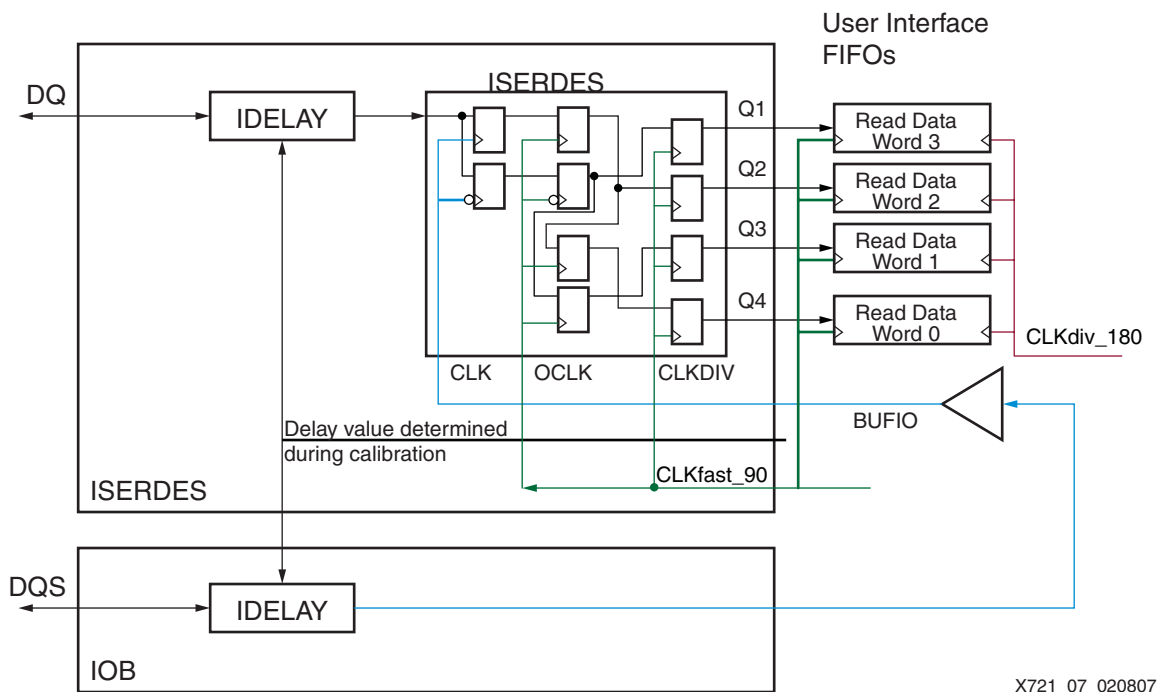 User Interface
FIFOs
ISERDES
DQ
IDELAY
Q1
Read Data
Word 3
Q2
Read Data
Word 2
Q3
Read Data
Word 1
Q4
Read Data
Word 0
CLKdiv_180
CLK
OCLK
CLKDIV
BUFIO
Delay value determined
during calibration
CLKfast_90
ISERDES
DQS
IDELAY
IOB
X721_07_020807